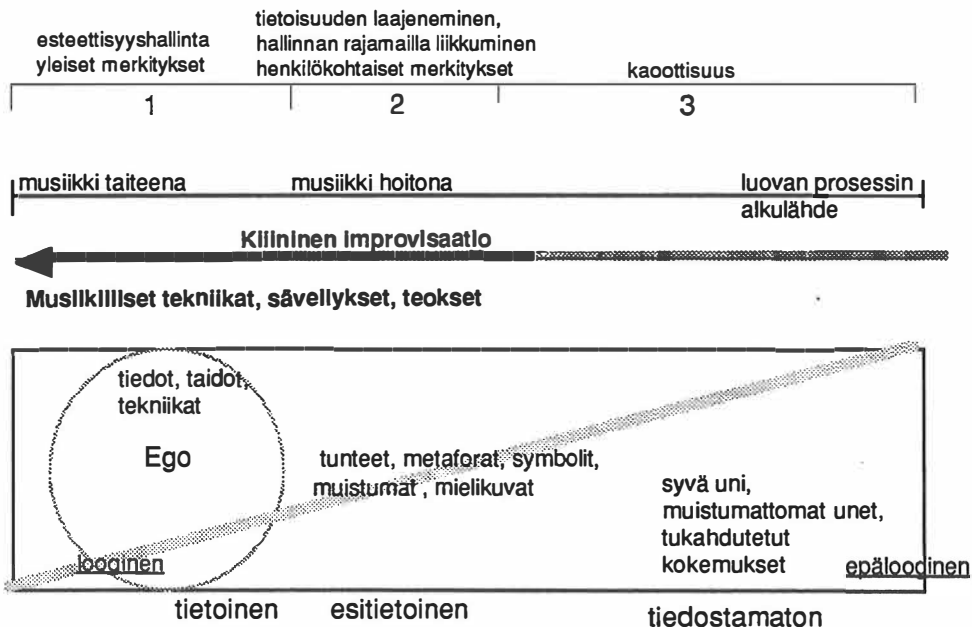 esteettisyyshallinta
yleiset merkitykset
tietoisuuden laajeneminen,
hallinnan rajamailla liikkuminen
henkilökohtaiset merkitykset
kaoottisuus
1
2
3
musiikki taiteena
musiikki hoitona
luovan prosessin
alkulähde
Kliininen improvisaatio
Musiikilliset tekniikat, sävellykset, teokset
tiedot, taidot,
tekniikat
Ego
tunteet, metaforat, symbolit,
muistumat , mielikuvat
syvä uni,
muistumattomat unet,
tukahdutetut
kokemukset
looginen
epälooginen
tietoinen
esitietoinen
tiedostamaton